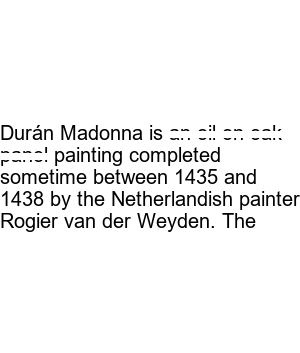 Durán Madonna is
painting completed
sometime between 1435 and
1438 by the Netherlandish painter
Rogier van der Weyden. The